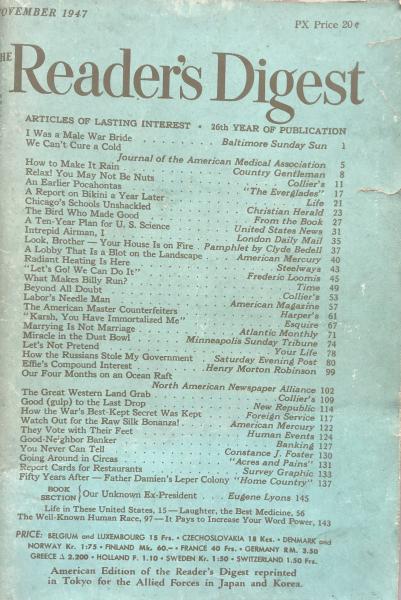 NOVEMBER 1947 PX Price 20¢
THE Reader's Digest
ARTICLES OF LASTING INTEREST • 26th YEAR OF PUBLICATION
I Was a Male War Bride . . . . . Baltimore Sunday Sun 1
We Can't Cure a Cold
Journal of the American Medical Association 5
How to Make It Rain . . . . . Country Gentleman 8
Relax! You May Not Be Nuts . . . . . Collier's 11
An Earlier Pocahontas . . . . . "The Everglades" 17
A Report on Bikini a Year Later . . . . . Life 21
Chicago's Schools Unshackled . . . . . Christian Herald 23
The Bird Who Made Good . . . . . From the Book 27
A Ten-Year Plan for U. S. Science . . . . . United States News 31
Intrepid Airman, I . . . . . London Daily Mail 35
Look, Brother — Your House is on Fire . Pamphlet by Clyde Bedell 37
A Lobby That Is a Blot on the Landscape . American Mercury 40
Radiant Heating Is Here . . . . . Steelways 43
"Let's Go! We Can Do It" . . . . . Frederic Loomis 45
What Makes Billy Run? . . . . . Time 49
Beyond All Doubt . . . . . Collier's 53
Labor's Needle Man . . . . . American Magazine 57
The American Master Counterfeiters . . . . . Harper's 61
"Karsh, You Have Immortalized Me" . . . . . Esquire 67
Marrying Is Not Marriage . . . . . Atlantic Monthly 71
Miracle in the Dust Bowl . . . . . Minneapolis Sunday Tribune 74
Let's Not Pretend . . . . . Your Life 78
How the Russians Stole My Government . Saturday Evening Post 80
Effie's Compound Interest . . . . . Henry Morton Robinson 99
Our Four Months on an Ocean Raft
North American Newspaper Alliance 102
The Great Western Land Grab . . . . . Collier's 109
Good (gulp) to the Last Drop . . . . . New Republic 114
How the War's Best-Kept Secret Was Kept . Foreign Service 117
Watch Out for the Raw Silk Bonanza! . . American Mercury 122
They Vote with Their Feet . . . . . Human Events 124
Good-Neighbor Banker . . . . . Banking 127
You Never Can Tell . . . . . Constance J. Foster 130
Going Around in Circus . . . . . "Acres and Pains" 131
Report Cards for Restaurants . . . . . Survey Graphic 133
Fifty Years After — Father Damien's Leper Colony "Home Country" 137
BOOK SECTION } Our Unknown Ex-President . . . Eugene Lyons 145
Life in These United States, 15 — Laughter, the Best Medicine, 56
The Well-Known Human Race, 97 — It Pays to Increase Your Word Power, 143
PRICE: BELGIUM and LUXEMBOURG 15 Frs. • CZECHOSLOVAKIA 18 Kcs. • DENMARK and
NORWAY Kr. 1:75 • FINLAND Mk. 60.– • FRANCE 40 Frs. • GERMANY RM. 3.50
GREECE Δ 2.200 • HOLLAND F. 1.10 • SWEDEN Kr. 1:50 • SWITZERLAND 1.50 Frs.
American Edition of the Reader's Digest reprinted
in Tokyo for the Allied Forces in Japan and Korea.